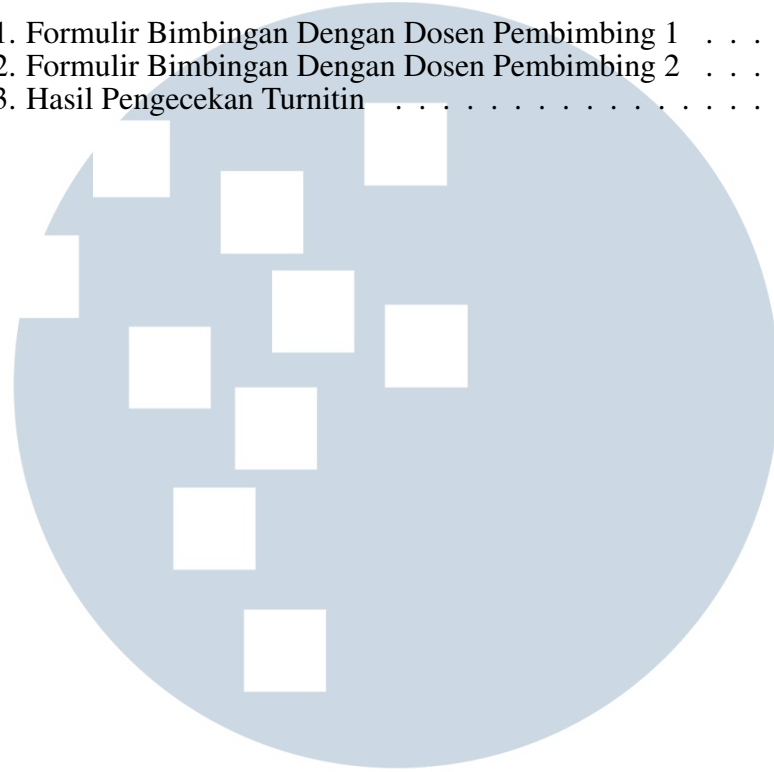 1. Formulir Bimbingan Dengan Dosen Pembimbing 1 . . .
2. Formulir Bimbingan Dengan Dosen Pembimbing 2 . . .
3. Hasil Pengecekan Turnitin . . . . . . . . . . . . . . . .